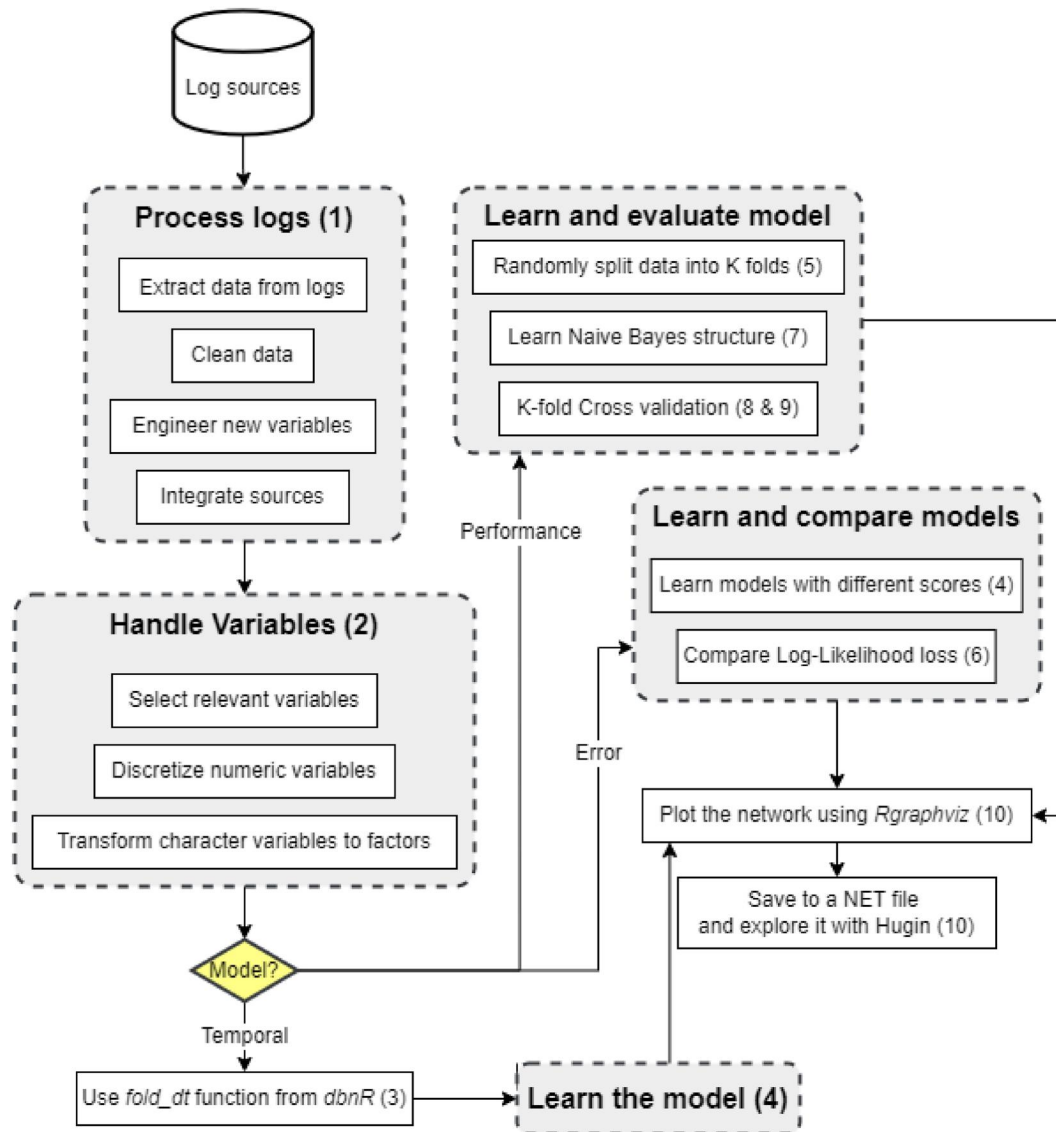 Log sources
Process logs (1)
Extract data from logs
Clean data
Engineer new variables
Integrate sources
Handle Variables (2)
Select relevant variables
Discretize numeric variables
Transform character variables to factors
Model?
Temporal
Use fold_dt function from dbnR (3)
Learn the model (4)
Performance
Learn and evaluate model
Randomly split data into K folds (5)
Learn Naive Bayes structure (7)
K-fold Cross validation (8 & 9)
Error
Learn and compare models
Learn models with different scores (4)
Compare Log-Likelihood loss (6)
Plot the network using Rgraphviz (10)
Save to a NET file
and explore it with Hugin (10)